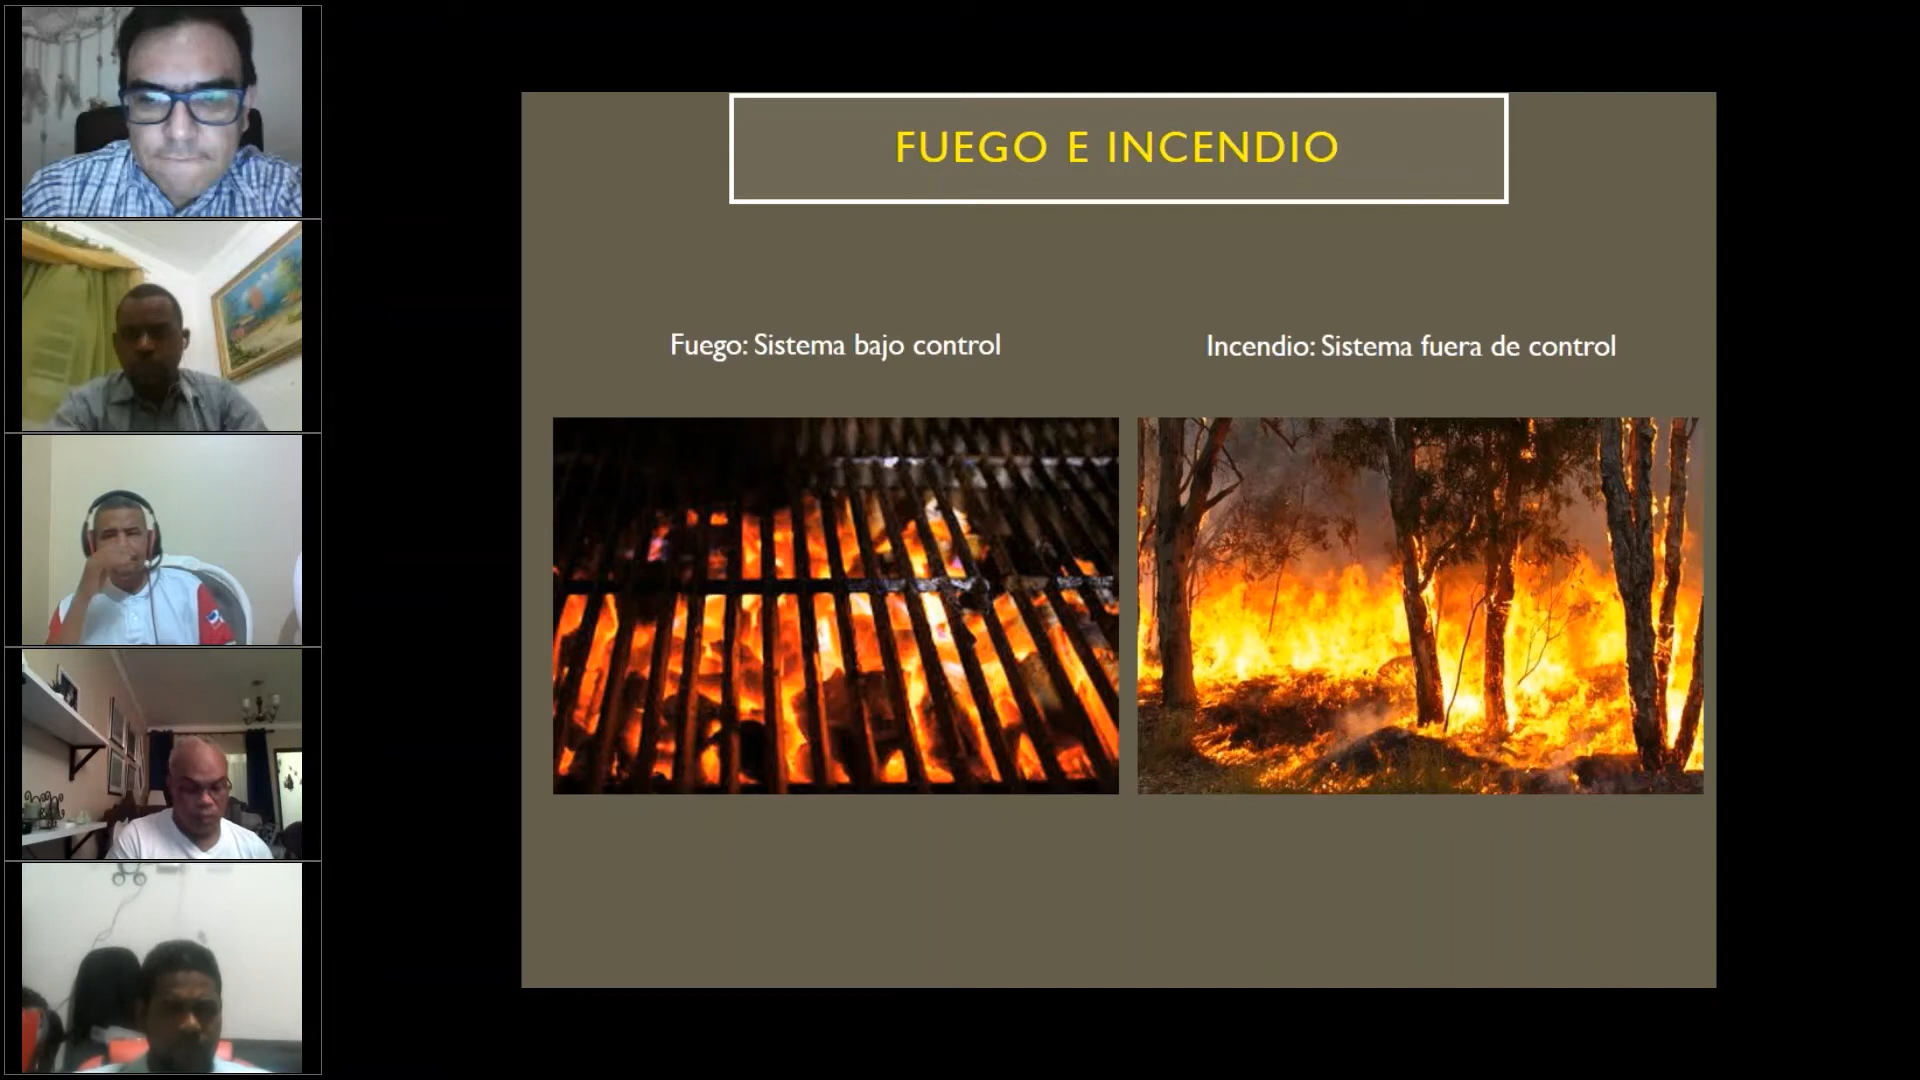 FUEGO E INCENDIO
Fuego: Sistema bajo control
Incendio: Sistema fuera de control